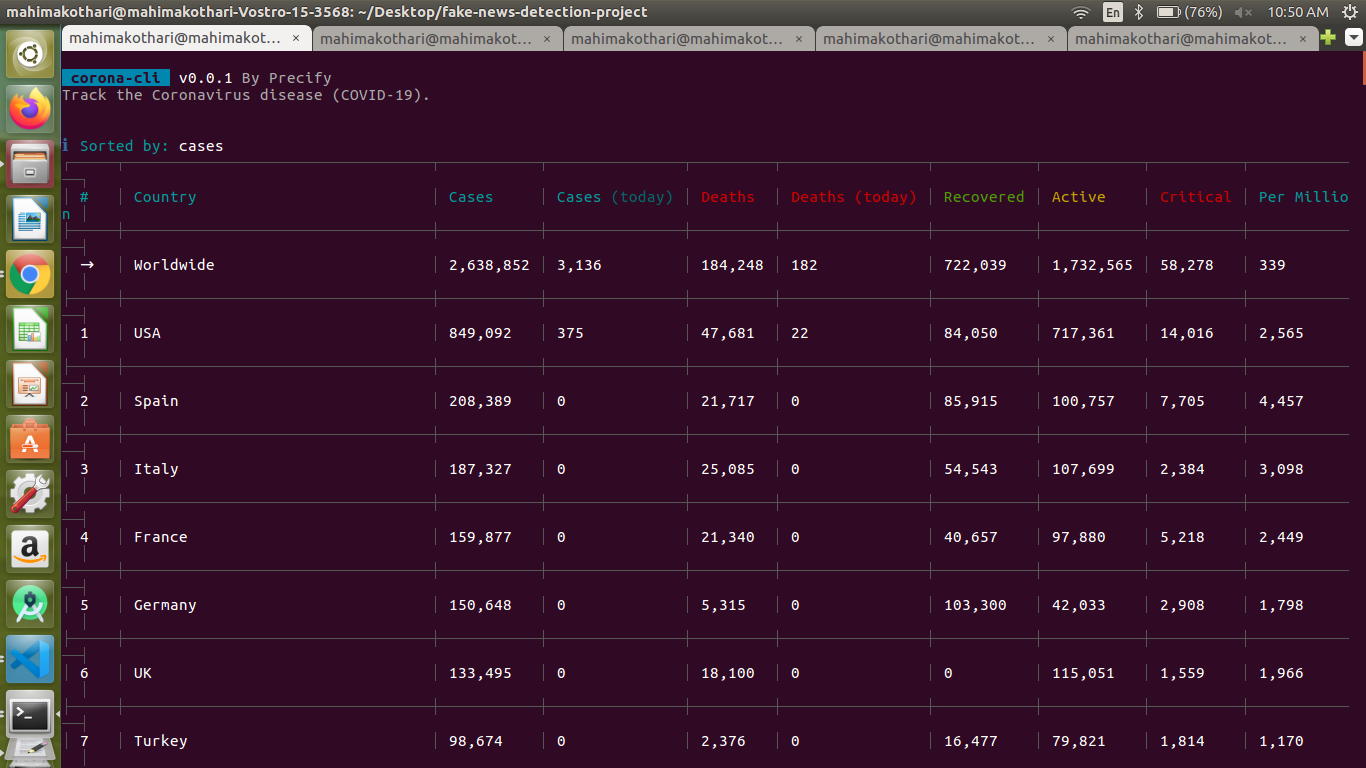 mahimakothari@mahimakothari-Vostro-15-3568: ~/Desktop/fake-news-detection-project En (76%) 10:50 AM
mahimakothari@mahimakot... × mahimakothari@mahimakot... × mahimakothari@mahimakot... × mahimakothari@mahimakot... × mahimakothari@mahimakot... ×
corona-cli v0.0.1 By Precify
Track the Coronavirus disease (COVID-19).
ℹ Sorted by: cases
# Country Cases Cases (today) Deaths Deaths (today) Recovered Active Critical Per Millio
n
→ Worldwide 2,638,852 3,136 184,248 182 722,039 1,732,565 58,278 339
1 USA 849,092 375 47,681 22 84,050 717,361 14,016 2,565
2 Spain 208,389 0 21,717 0 85,915 100,757 7,705 4,457
3 Italy 187,327 0 25,085 0 54,543 107,699 2,384 3,098
4 France 159,877 0 21,340 0 40,657 97,880 5,218 2,449
5 Germany 150,648 0 5,315 0 103,300 42,033 2,908 1,798
6 UK 133,495 0 18,100 0 0 115,051 1,559 1,966
7 Turkey 98,674 0 2,376 0 16,477 79,821 1,814 1,170